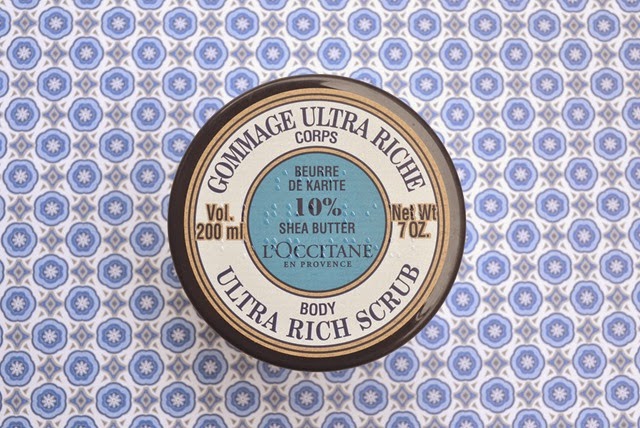 GOMMAGE ULTRA RICHE
CORPS
BEURRE
DE KARITE
10%
SHEA BUTTER
L'OCCITANE
EN PROVENCE
Vol.
200 ml
Net Wt
7 OZ.
BODY
ULTRA RICH SCRUB